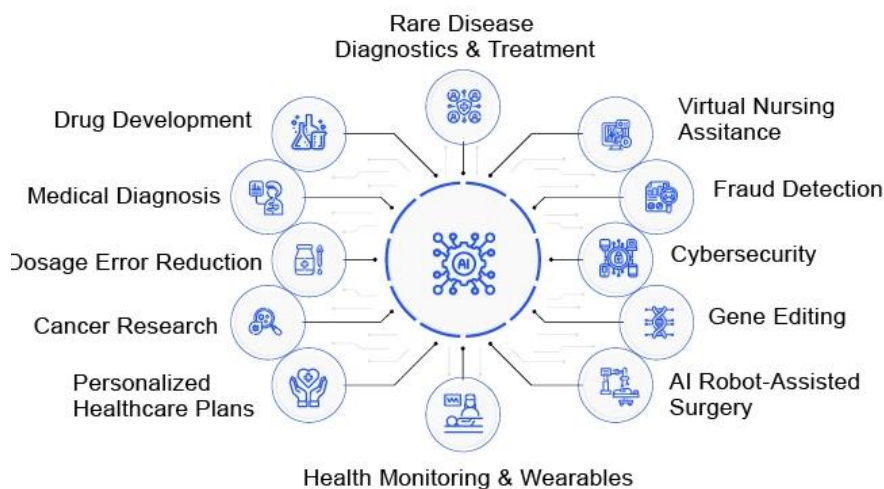 Rare Disease
Diagnostics & Treatment
Drug Development
Virtual Nursing
Assitance
Medical Diagnosis
Fraud Detection
Dosage Error Reduction
Cybersecurity
AI
Cancer Research
Gene Editing
Personalized
Healthcare Plans
AI Robot-Assisted
Surgery
Health Monitoring & Wearables